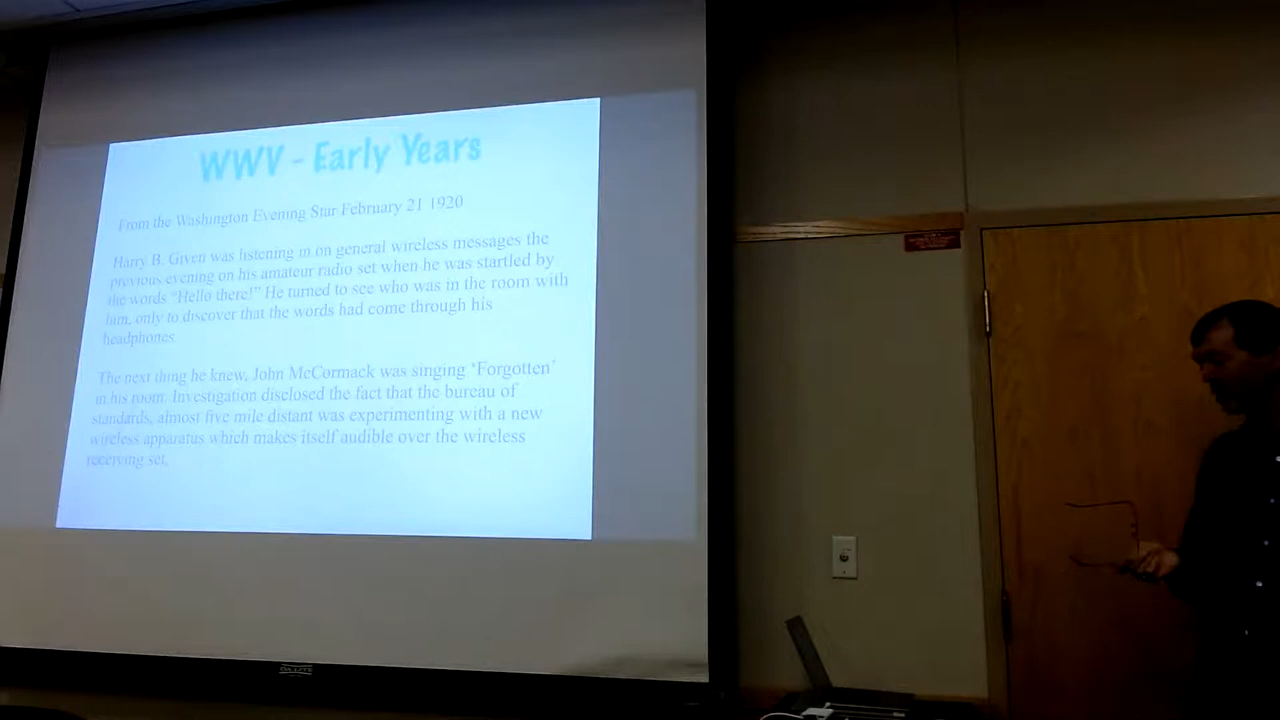 WWV - Early Years
From the Washington Evening Star February 21 1920
Harry B. Given was listening in on general wireless messages the
previous evening on his amateur radio set when he was startled by
the words “Hello there!” He turned to see who was in the room with
him, only to discover that the words had come through his
headphones
The next thing he knew, John McCormack was singing ‘Forgotten’
in his room. Investigation disclosed the fact that the bureau of
standards, almost five mile distant was experimenting with a new
wireless apparatus which makes itself audible over the wireless
receiving set.
DA-LITE